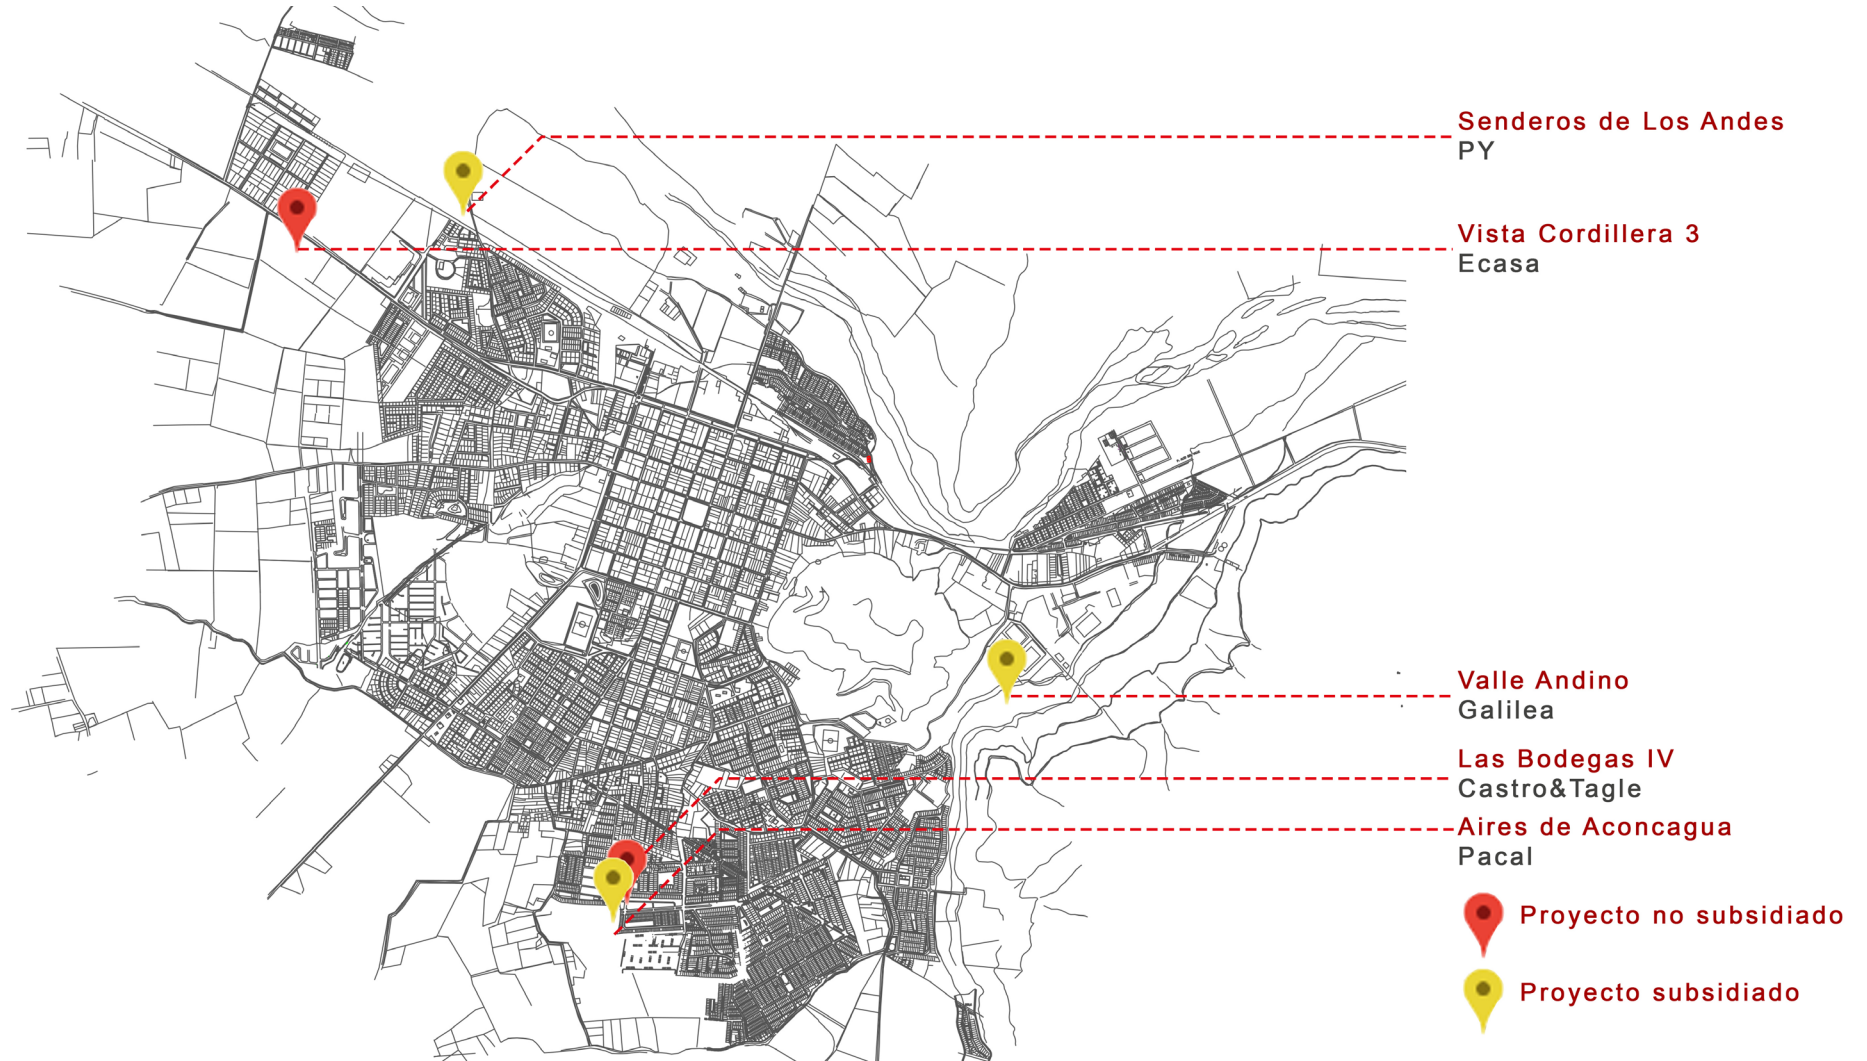 Senderos de Los Andes
PY
Vista Cordillera 3
Ecasa
Valle Andino
Galilea
Las Bodegas IV
Castro&Tagle
Aires de Aconcagua
Pacal
Proyecto no subsidiado
Proyecto subsidiado